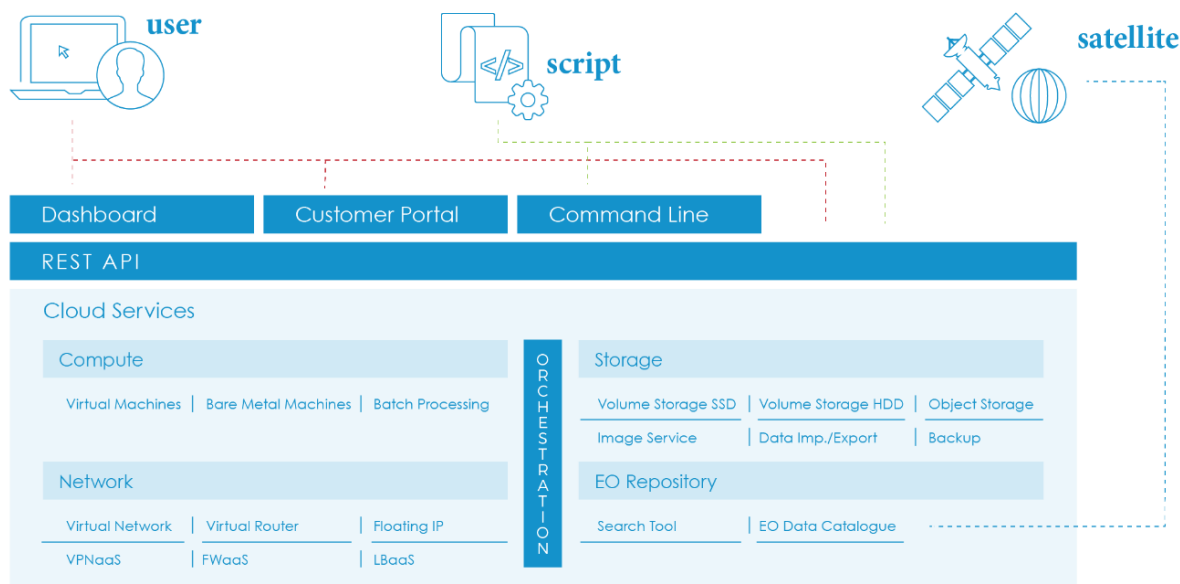 user
script
satellite
</>
Dashboard
Customer Portal
Command Line
REST API
Cloud Services
Compute
Virtual Machines | Bare Metal Machines | Batch Processing
Network
Virtual Network | Virtual Router | Floating IP
VPNaaS | FWaaS | LBaaS
ORCHESTRATION
Storage
Volume Storage SSD | Volume Storage HDD | Object Storage
Image Service | Data Imp./Export | Backup
EO Repository
Search Tool | EO Data Catalogue